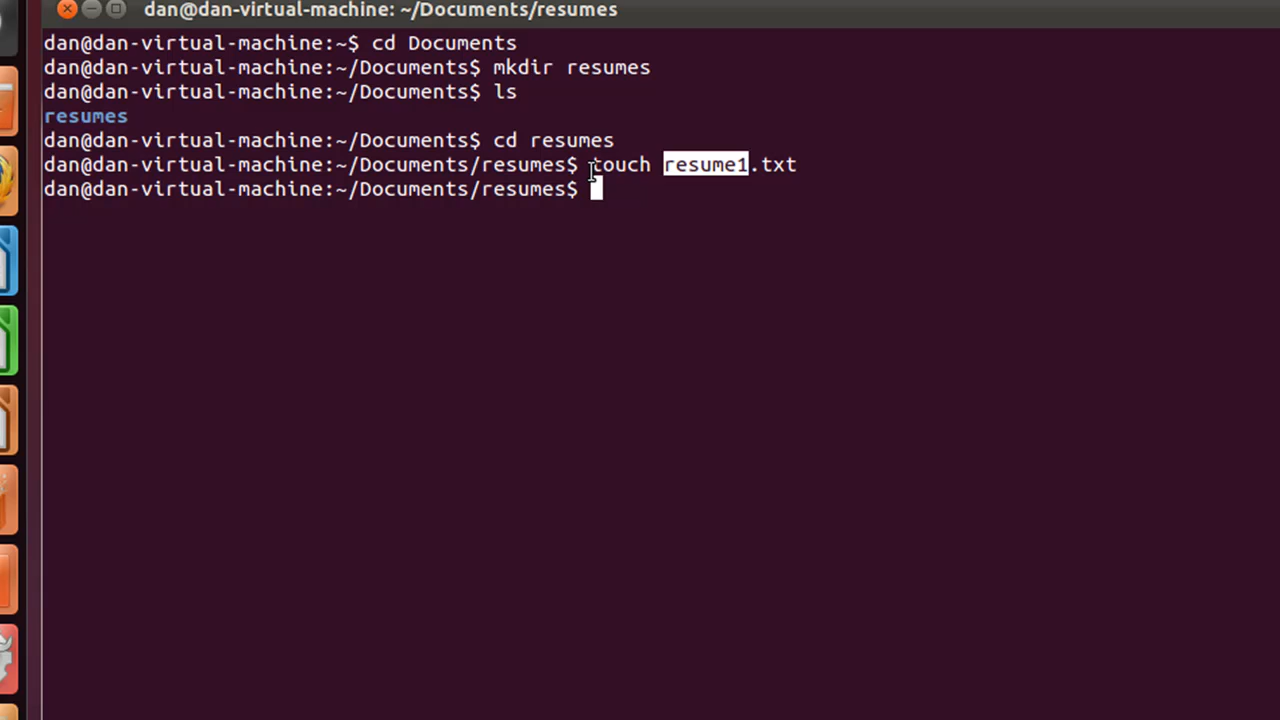 dan@dan-virtual-machine: ~/Documents/resumes
dan@dan-virtual-machine:~$ cd Documents
dan@dan-virtual-machine:~/Documents$ mkdir resumes
dan@dan-virtual-machine:~/Documents$ ls
resumes
dan@dan-virtual-machine:~/Documents$ cd resumes
dan@dan-virtual-machine:~/Documents/resumes$ touch resume1.txt
dan@dan-virtual-machine:~/Documents/resumes$